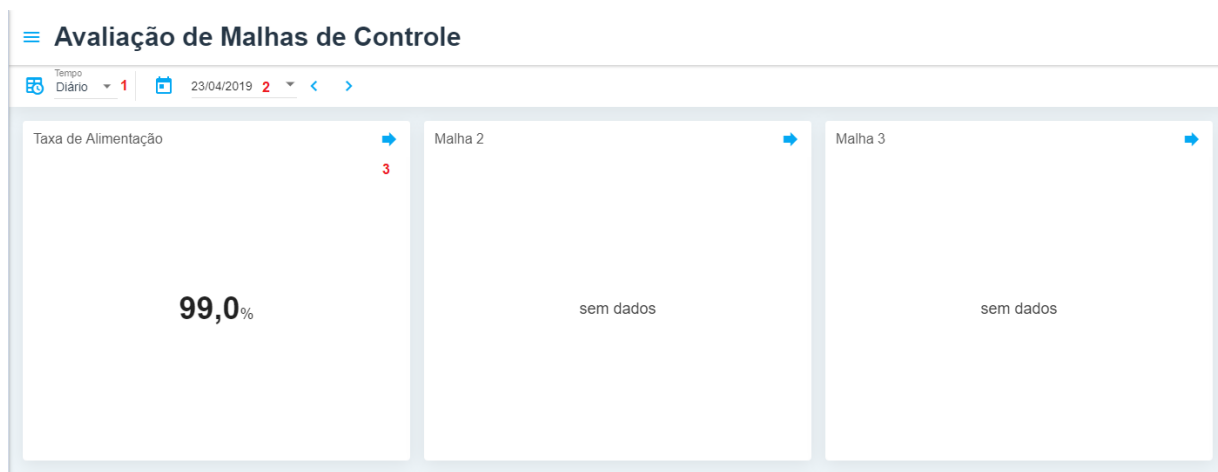 Avaliação de Malhas de Controle
Tempo
Diário 1 23/04/2019 2
Taxa de Alimentação
3
99,0%
Malha 2
sem dados
Malha 3
sem dados